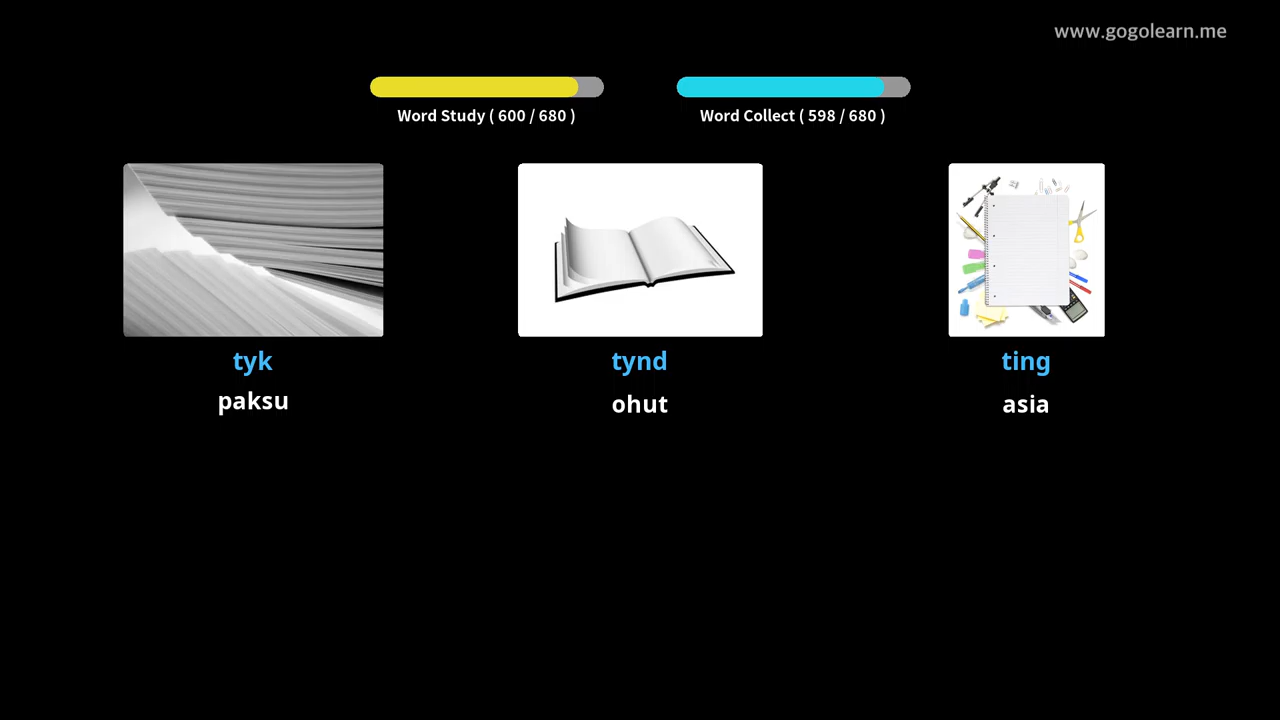 www.gogolearn.me
Word Study ( 600 / 680 )
Word Collect ( 598 / 680 )
tyk
tynd
ting
paksu
ohut
asia